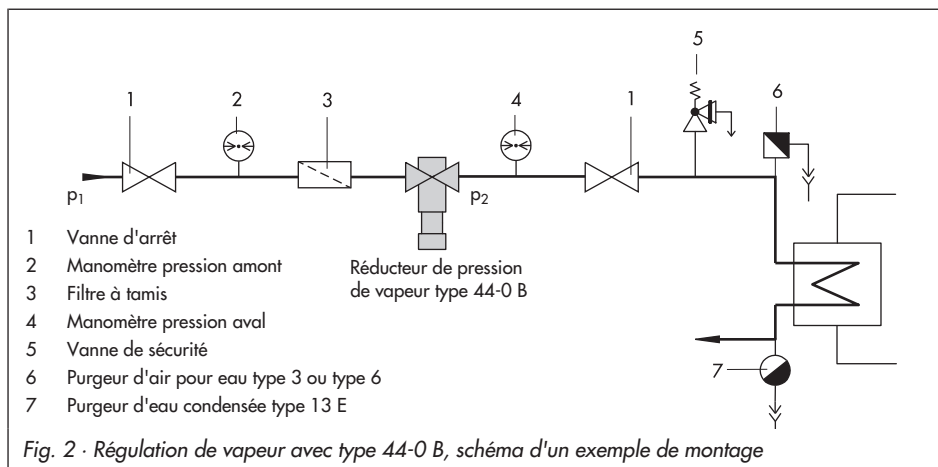 5
1
2
3
4
1
6
p1
p2
1 Vanne d'arrêt
2 Manomètre pression amont
3 Filtre à tamis
4 Manomètre pression aval
5 Vanne de sécurité
6 Purgeur d'air pour eau type 3 ou type 6
7 Purgeur d'eau condensée type 13 E
Réducteur de pression
de vapeur type 44-0 B
7
Fig. 2 · Régulation de vapeur avec type 44-0 B, schéma d'un exemple de montage